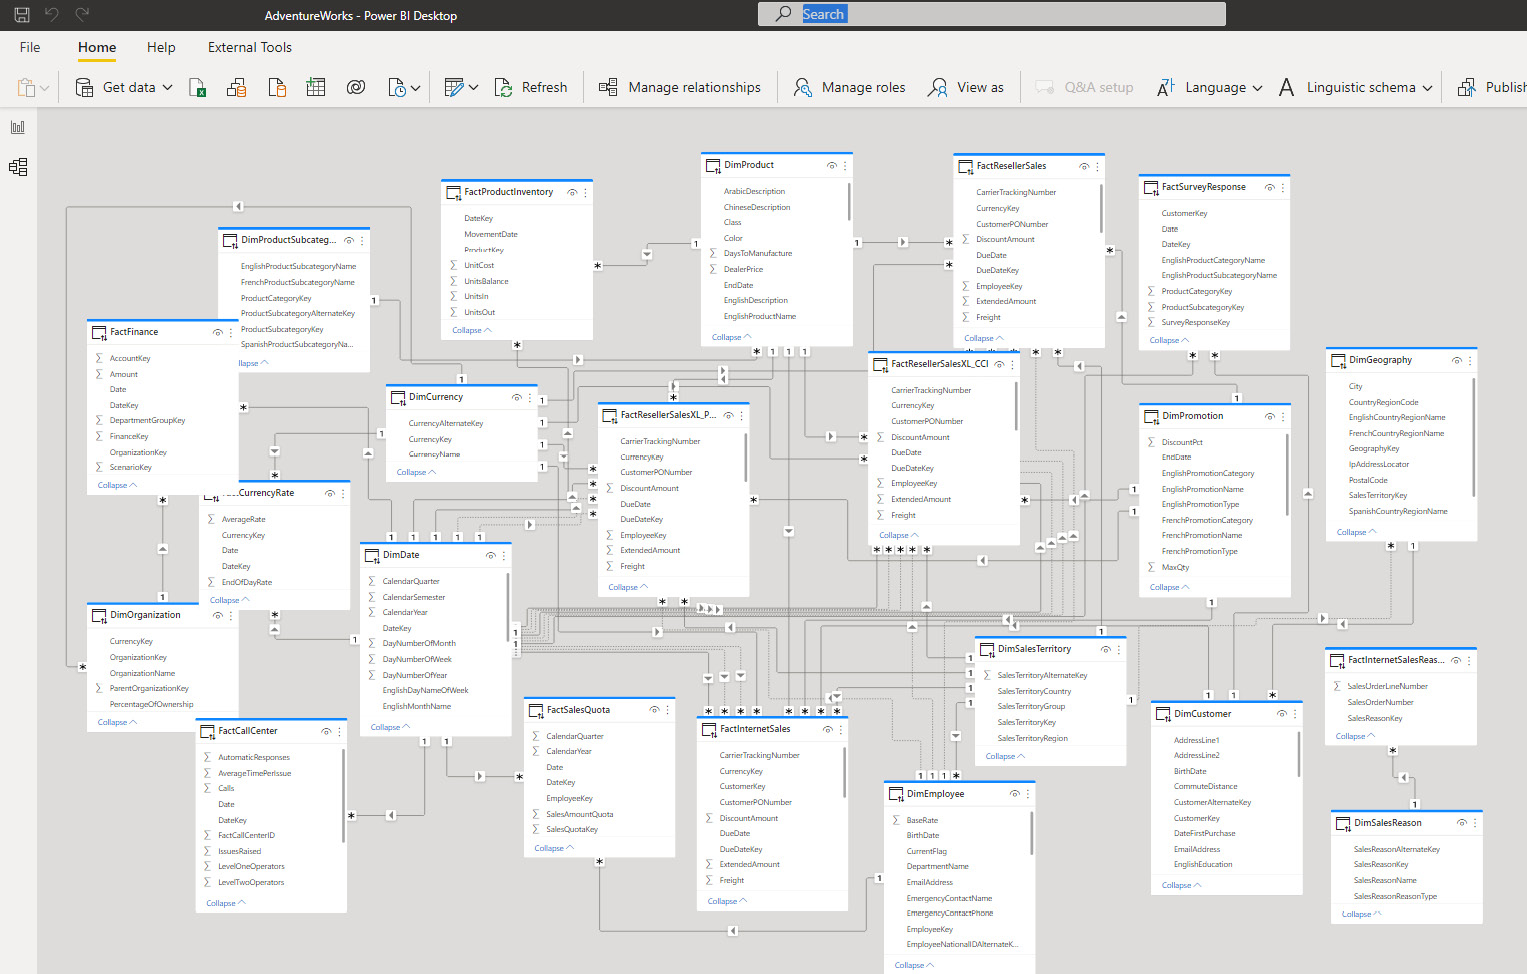 AdventureWorks - Power BI Desktop
Search
File
Home
Help
External Tools
Get data
Refresh
Manage relationships
Manage roles
View as
Q&A setup
Language
Linguistic schema
Publish
FactProductInventory
DateKey
MovementDate
ProductKey
UnitCost
UnitsBalance
UnitsIn
UnitsOut
Collapse
DimProduct
ArabicDescription
ChineseDescription
Class
Color
DaysToManufacture
DealerPrice
EndDate
EnglishDescription
EnglishProductName
Collapse
FactResellerSales
CarrierTrackingNumber
CurrencyKey
CustomerPONumber
DiscountAmount
DueDate
DueDateKey
EmployeeKey
ExtendedAmount
Freight
Collapse
FactSurveyResponse
CustomerKey
Date
DateKey
EnglishProductCategoryName
EnglishProductSubcategoryName
ProductCategoryKey
ProductSubcategoryKey
SurveyResponseKey
Collapse
DimProductSubcateg...
EnglishProductSubcategoryName
FrenchProductSubcategoryName
ProductCategoryKey
ProductSubcategoryAlternateKey
ProductSubcategoryKey
SpanishProductSubcategoryNa...
llapse
FactFinance
AccountKey
Amount
Date
DateKey
DepartmentGroupKey
FinanceKey
OrganizationKey
ScenarioKey
Collapse
DimCurrency
CurrencyAlternateKey
CurrencyKey
CurrencyName
Collapse
FactResellerSalesXL_P...
CarrierTrackingNumber
CurrencyKey
CustomerPONumber
DiscountAmount
DueDate
DueDateKey
EmployeeKey
ExtendedAmount
Freight
Collapse
FactResellerSalesXL_CCI
CarrierTrackingNumber
CurrencyKey
CustomerPONumber
DiscountAmount
DueDate
DueDateKey
EmployeeKey
ExtendedAmount
Freight
Collapse
DimPromotion
DiscountPct
EndDate
EnglishPromotionCategory
EnglishPromotionName
EnglishPromotionType
FrenchPromotionCategory
FrenchPromotionName
FrenchPromotionType
MaxQty
Collapse
DimGeography
City
CountryRegionCode
EnglishCountryRegionName
FrenchCountryRegionName
GeographyKey
IpAddressLocator
PostalCode
SalesTerritoryKey
SpanishCountryRegionName
Collapse
CurrencyRate
AverageRate
CurrencyKey
Date
DateKey
EndOfDayRate
Collapse
DimDate
CalendarQuarter
CalendarSemester
CalendarYear
DateKey
DayNumberOfMonth
DayNumberOfWeek
DayNumberOfYear
EnglishDayNameOfWeek
EnglishMonthName
Collapse
DimOrganization
CurrencyKey
OrganizationKey
OrganizationName
ParentOrganizationKey
PercentageOfOwnership
Collapse
FactCallCenter
AutomaticResponses
AverageTimePerIssue
Calls
Date
DateKey
FactCallCenterID
IssuesRaised
LevelOneOperators
LevelTwoOperators
Collapse
FactSalesQuota
CalendarQuarter
CalendarYear
Date
DateKey
EmployeeKey
SalesAmountQuota
SalesQuotaKey
Collapse
FactInternetSales
CarrierTrackingNumber
CurrencyKey
CustomerKey
CustomerPONumber
DiscountAmount
DueDate
DueDateKey
ExtendedAmount
Freight
Collapse
DimSalesTerritory
SalesTerritoryAlternateKey
SalesTerritoryCountry
SalesTerritoryGroup
SalesTerritoryKey
SalesTerritoryRegion
Collapse
DimEmployee
BaseRate
BirthDate
CurrentFlag
DepartmentName
EmailAddress
EmergencyContactName
EmergencyContactPhone
EmployeeKey
EmployeeNationalIDAlternateK...
Collapse
DimCustomer
AddressLine1
AddressLine2
BirthDate
CommuteDistance
CustomerAlternateKey
CustomerKey
DateFirstPurchase
EmailAddress
EnglishEducation
Collapse
FactInternetSalesReas...
SalesOrderLineNumber
SalesOrderNumber
SalesReasonKey
Collapse
DimSalesReason
SalesReasonAlternateKey
SalesReasonKey
SalesReasonName
SalesReasonReasonType
Collapse